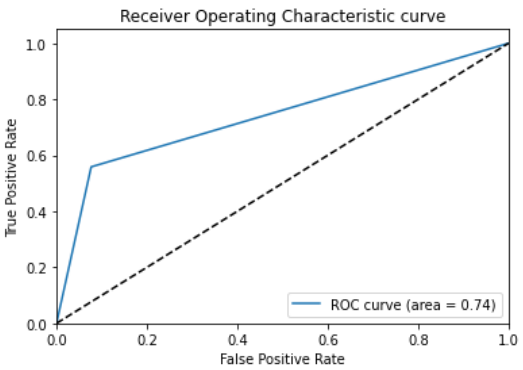 Receiver Operating Characteristic curve
True Positive Rate
1.0
0.8
0.6
0.4
0.2
0.0
ROC curve (area = 0.74)
0.0 0.2 0.4 0.6 0.8 1.0
False Positive Rate